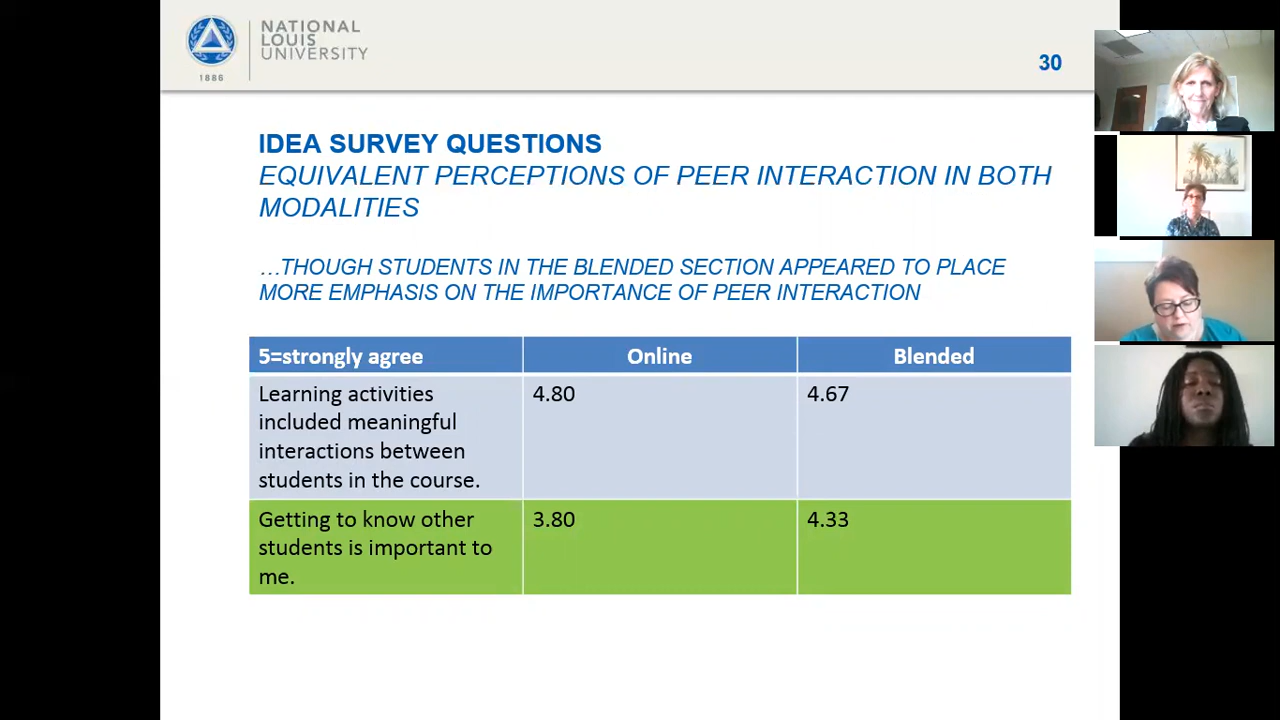 NATIONAL
LOUIS
UNIVERSITY
1886
30
IDEA SURVEY QUESTIONS
EQUIVALENT PERCEPTIONS OF PEER INTERACTION IN BOTH
MODALITIES
…THOUGH STUDENTS IN THE BLENDED SECTION APPEARED TO PLACE
MORE EMPHASIS ON THE IMPORTANCE OF PEER INTERACTION
5=strongly agree Online Blended
Learning activities 4.80 4.67
included meaningful
interactions between
students in the course.
Getting to know other 3.80 4.33
students is important to
me.